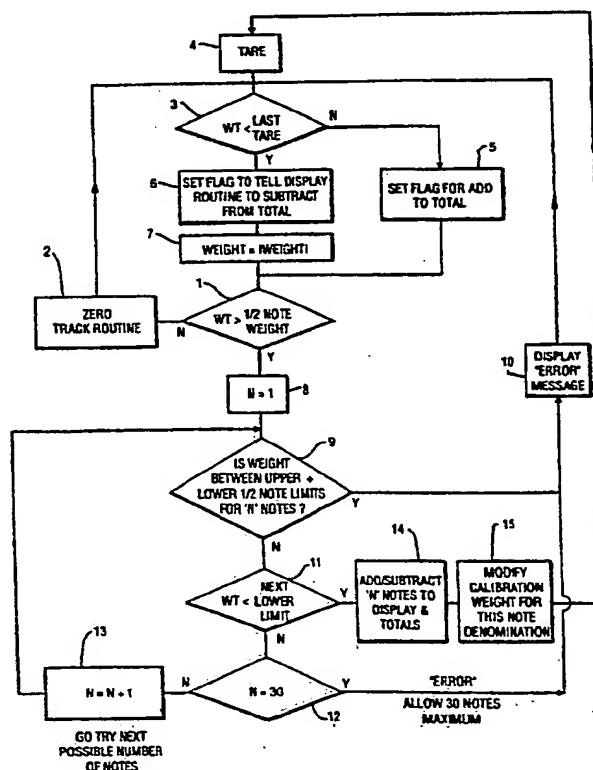 4
TARE
3
WT < LAST
TARE
N
Y
5
SET FLAG FOR ADD
TO TOTAL
6
SET FLAG TO TELL DISPLAY
ROUTINE TO SUBTRACT
FROM TOTAL
7
WEIGHT = |WEIGHT|
2
ZERO
TRACK ROUTINE
1
N
WT > 1/2 NOTE
WEIGHT
Y
N = 1
8
DISPLAY
"ERROR"
MESSAGE
10
9
IS WEIGHT
BETWEEN UPPER +
LOWER 1/2 NOTE LIMITS
FOR 'N' NOTES ?
Y
N
11
NEXT
WT < LOWER
LIMIT
Y
N
14
ADD/SUBTRACT
'N' NOTES TO
DISPLAY &
TOTALS
15
MODIFY
CALIBRATION
WEIGHT FOR
THIS NOTE
DENOMINATION
13
N = N + 1
N
N = 30
12
Y
"ERROR"
ALLOW 30 NOTES
MAXIMUM
GO TRY NEXT
POSSIBLE NUMBER
OF NOTES